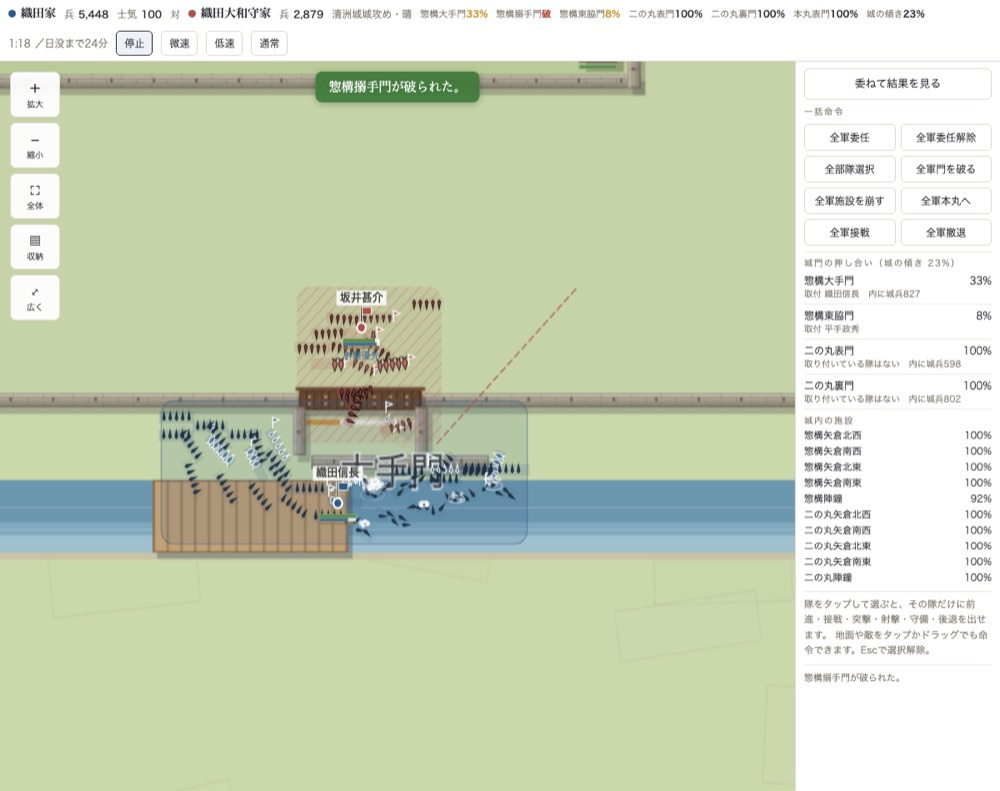 織田家 兵 5,448 士気 100 対 織田大和守家 兵 2,879 清洲城城攻め・晴 惣構大手門33% 惣構搦手門破 惣構東脇門8% 二の丸表門100% 二の丸裏門100% 本丸表門100% 城の傾き23%
1:18 ／日没まで24分 停止 微速 低速 通常
惣構搦手門が破られた。
拡大
縮小
全体
収納
広く
坂井甚介
大手門
織田信長
委ねて結果を見る
一括命令
全軍委任 全軍委任解除
全部隊選択 全軍門を破る
全軍施設を崩す 全軍本丸へ
全軍接戦 全軍撤退
城門の押し合い（城の傾き 23%）
惣構大手門 33%
取付 織田信長 内に城兵827
惣構東脇門 8%
取付 平手政秀
二の丸表門 100%
取り付いている隊はない 内に城兵598
二の丸裏門 100%
取り付いている隊はない 内に城兵802
城内の施設
惣構矢倉北西 100%
惣構矢倉南西 100%
惣構矢倉北東 100%
惣構矢倉南東 100%
惣構陣鐘 92%
二の丸矢倉北西 100%
二の丸矢倉南西 100%
二の丸矢倉北東 100%
二の丸矢倉南東 100%
二の丸陣鐘 100%
隊をタップして選ぶと、その隊だけに前
進・接戦・突撃・射撃・守備・後退を出せ
ます。 地面や敵をタップかドラッグでも命
令できます。Escで選択解除。
惣構搦手門が破られた。